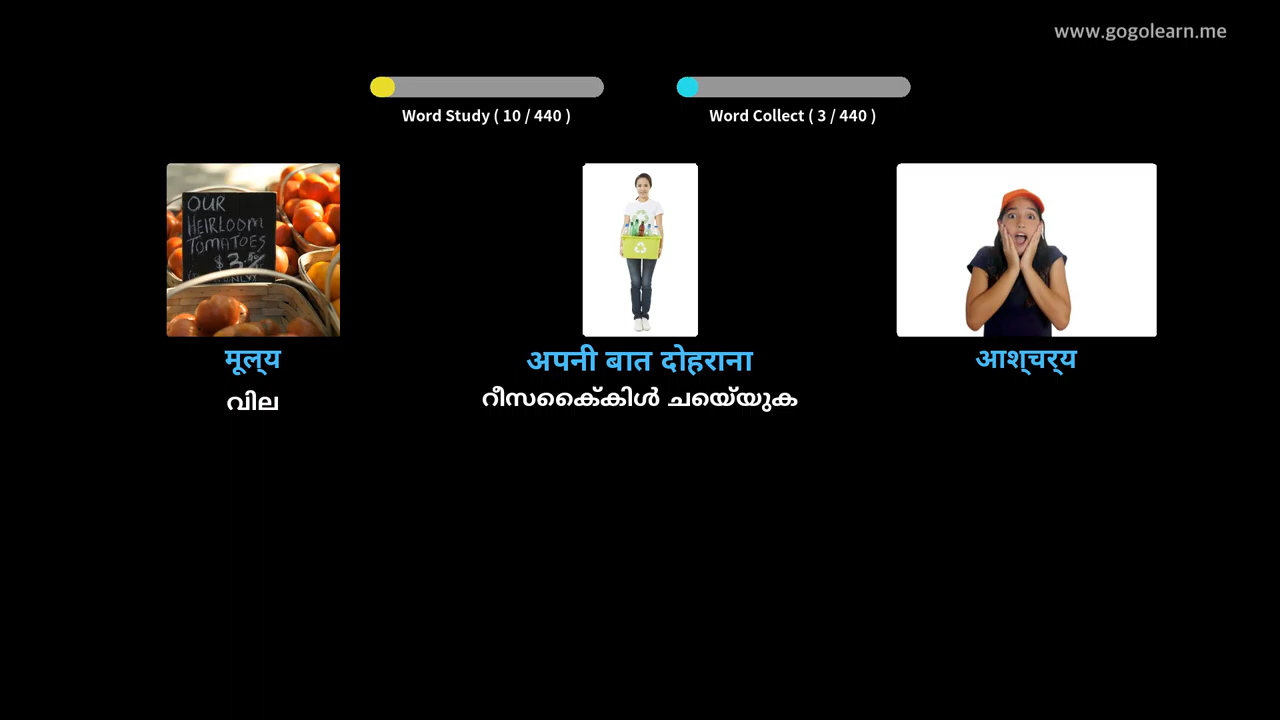 www.gogolearn.me
Word Study ( 10 / 440 )
Word Collect ( 3 / 440 )
OUR
HEIRLOOM
TOMATOES
मूल्य
अपनी बात दोहराना
आश्चर्य
വില
റീസൈക്കിൾ ചെയ്യുക